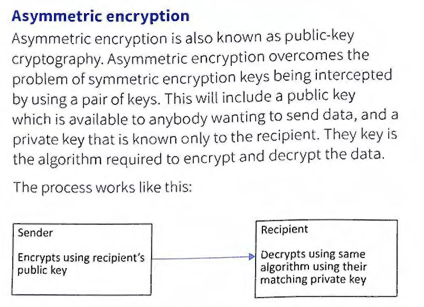 Asymmetric encryption
Asymmetric encryption is also known as public-key
cryptography. Asymmetric encryption overcomes the
problem of symmetric encryption keys being intercepted
by using a pair of keys. This will include a public key
which is available to anybody wanting to send data, and a
private key that is known only to the recipient. They key is
the algorithm required to encrypt and decrypt the data.
The process works like this:
Sender
Encrypts using recipient's
public key
Recipient
Decrypts using same
algorithm using their
matching private key